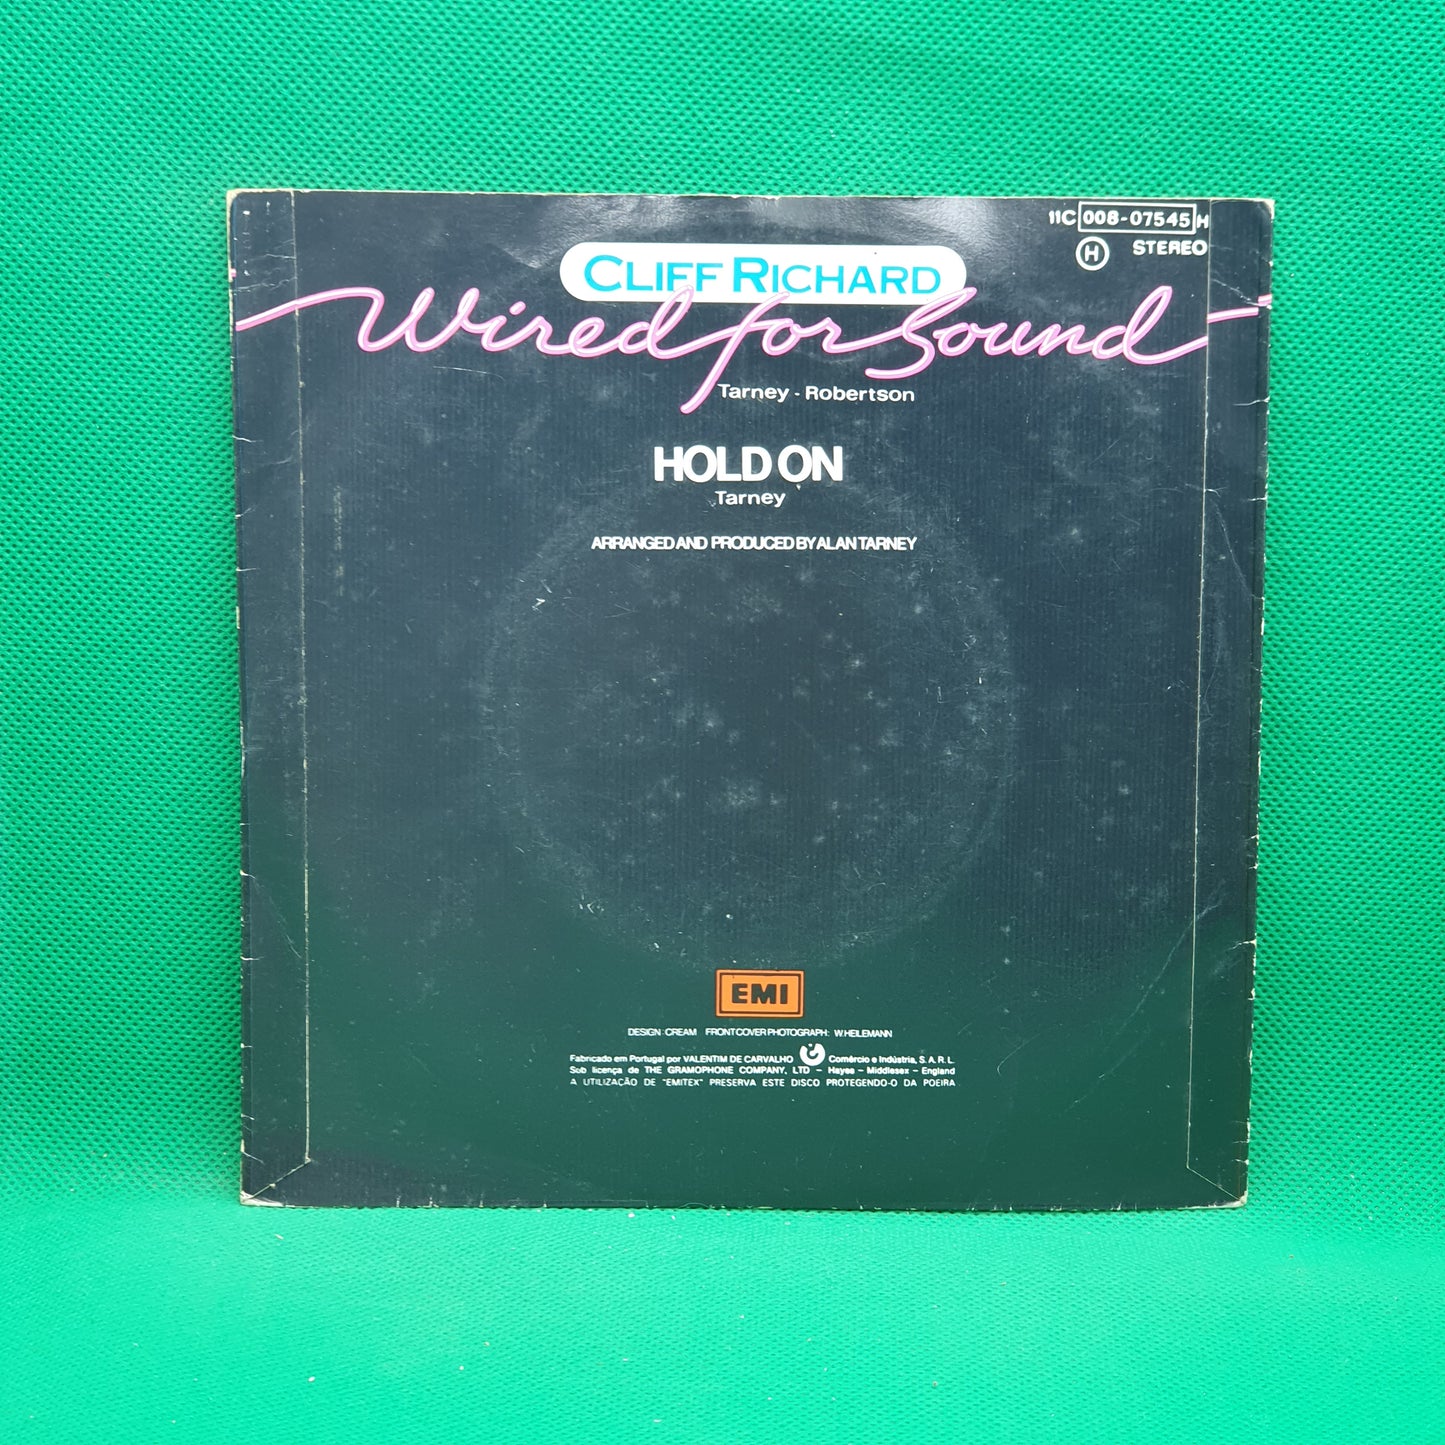 11C 008-07545 H
H STEREO
CLIFF RICHARD
Wired for Sound
Tarney - Robertson
HOLD ON
Tarney
ARRANGED AND PRODUCED BY ALAN TARNEY
EMI
DESIGN: CREAM FRONT COVER PHOTOGRAPH: W. HEILEMANN
Fabricado em Portugal por VALENTIM DE CARVALHO Comércio e Indústria, S. A. R. L.
Sub licença de THE GRAMOPHONE COMPANY, LTD - Hayes - Middlesex - England
A UTILIZAÇÃO DE "EMITEX" PRESERVA ESTE DISCO PROTEGENDO-O DA POEIRA